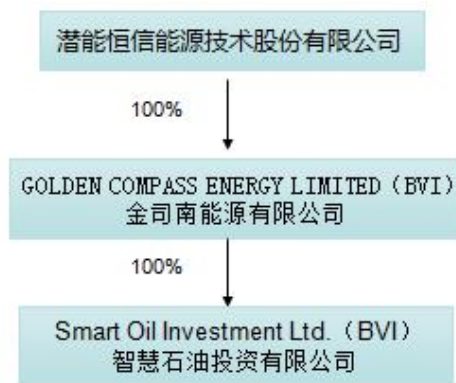 潜能恒信能源技术股份有限公司
100%
GOLDEN COMPASS ENERGY LIMITED（BVI）
金司南能源有限公司
100%
Smart Oil Investment Ltd.（BVI）
智慧石油投资有限公司